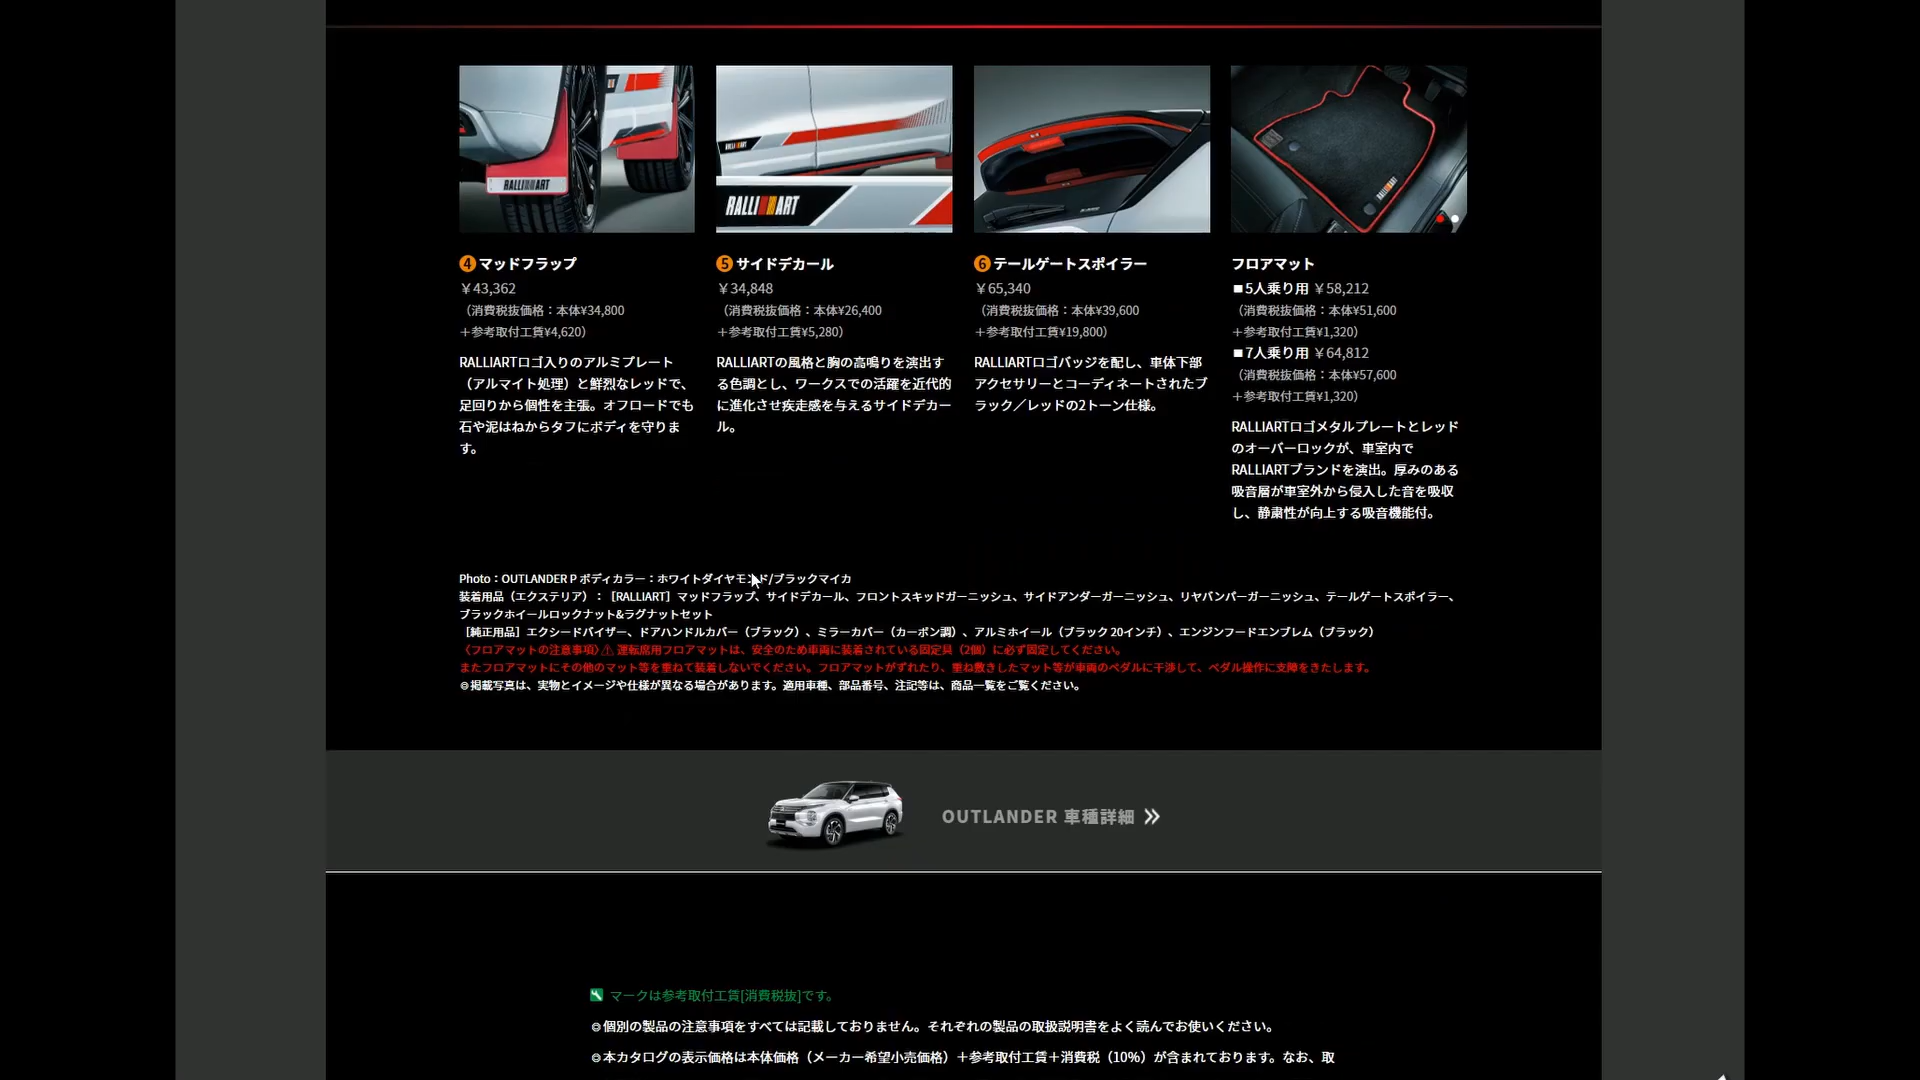 RALLIART
RALLIART
RALLIART
④マッドフラップ
￥43,362
（消費税抜価格：本体¥34,800
＋参考取付工賃¥4,620）
RALLIARTロゴ入りのアルミプレート
（アルマイト処理）と鮮烈なレッドで、
足回りから個性を主張。オフロードでも
石や泥はねからタフにボディを守りま
す。
⑤サイドデカール
￥34,848
（消費税抜価格：本体¥26,400
＋参考取付工賃¥5,280）
RALLIARTの風格と胸の高鳴りを演出す
る色調とし、ワークスでの活躍を近代的
に進化させ疾走感を与えるサイドデカー
ル。
⑥テールゲートスポイラー
￥65,340
（消費税抜価格：本体¥39,600
＋参考取付工賃¥19,800）
RALLIARTロゴバッジを配し、車体下部
アクセサリーとコーディネートされたブ
ラック／レッドの2トーン仕様。
フロアマット
■5人乗り用 ￥58,212
（消費税抜価格：本体¥51,600
＋参考取付工賃¥1,320）
■7人乗り用 ￥64,812
（消費税抜価格：本体¥57,600
＋参考取付工賃¥1,320）
RALLIARTロゴメタルプレートとレッド
のオーバーロックが、車室内で
RALLIARTブランドを演出。厚みのある
吸音層が車室外から侵入した音を吸収
し、静粛性が向上する吸音機能付。
Photo：OUTLANDER P ボディカラー：ホワイトダイヤモンド/ブラックマイカ
装着用品（エクステリア）：［RALLIART］マッドフラップ、サイドデカール、フロントスキッドガーニッシュ、サイドアンダーガーニッシュ、リヤバンパーガーニッシュ、テールゲートスポイラー、
ブラックホイールロックナット&ラグナットセット
［純正用品］エクシードバイザー、ドアハンドルカバー（ブラック）、ミラーカバー（カーボン調）、アルミホイール（ブラック 20インチ）、エンジンフードエンブレム（ブラック）
〈フロアマットの注意事項〉⚠ 運転席用フロアマットは、安全のため車両に装着されている固定具（2個）に必ず固定してください。
またフロアマットにその他のマット等を重ねて装着しないでください。フロアマットがずれたり、重ね敷きしたマット等が車両のペダルに干渉して、ペダル操作に支障をきたします。
◎掲載写真は、実物とイメージや仕様が異なる場合があります。適用車種、部品番号、注記等は、商品一覧をご覧ください。
OUTLANDER 車種詳細
マークは参考取付工賃[消費税抜]です。
◎個別の製品の注意事項をすべては記載しておりません。それぞれの製品の取扱説明書をよく読んでお使いください。
◎本カタログの表示価格は本体価格（メーカー希望小売価格）＋参考取付工賃＋消費税（10%）が含まれております。なお、取